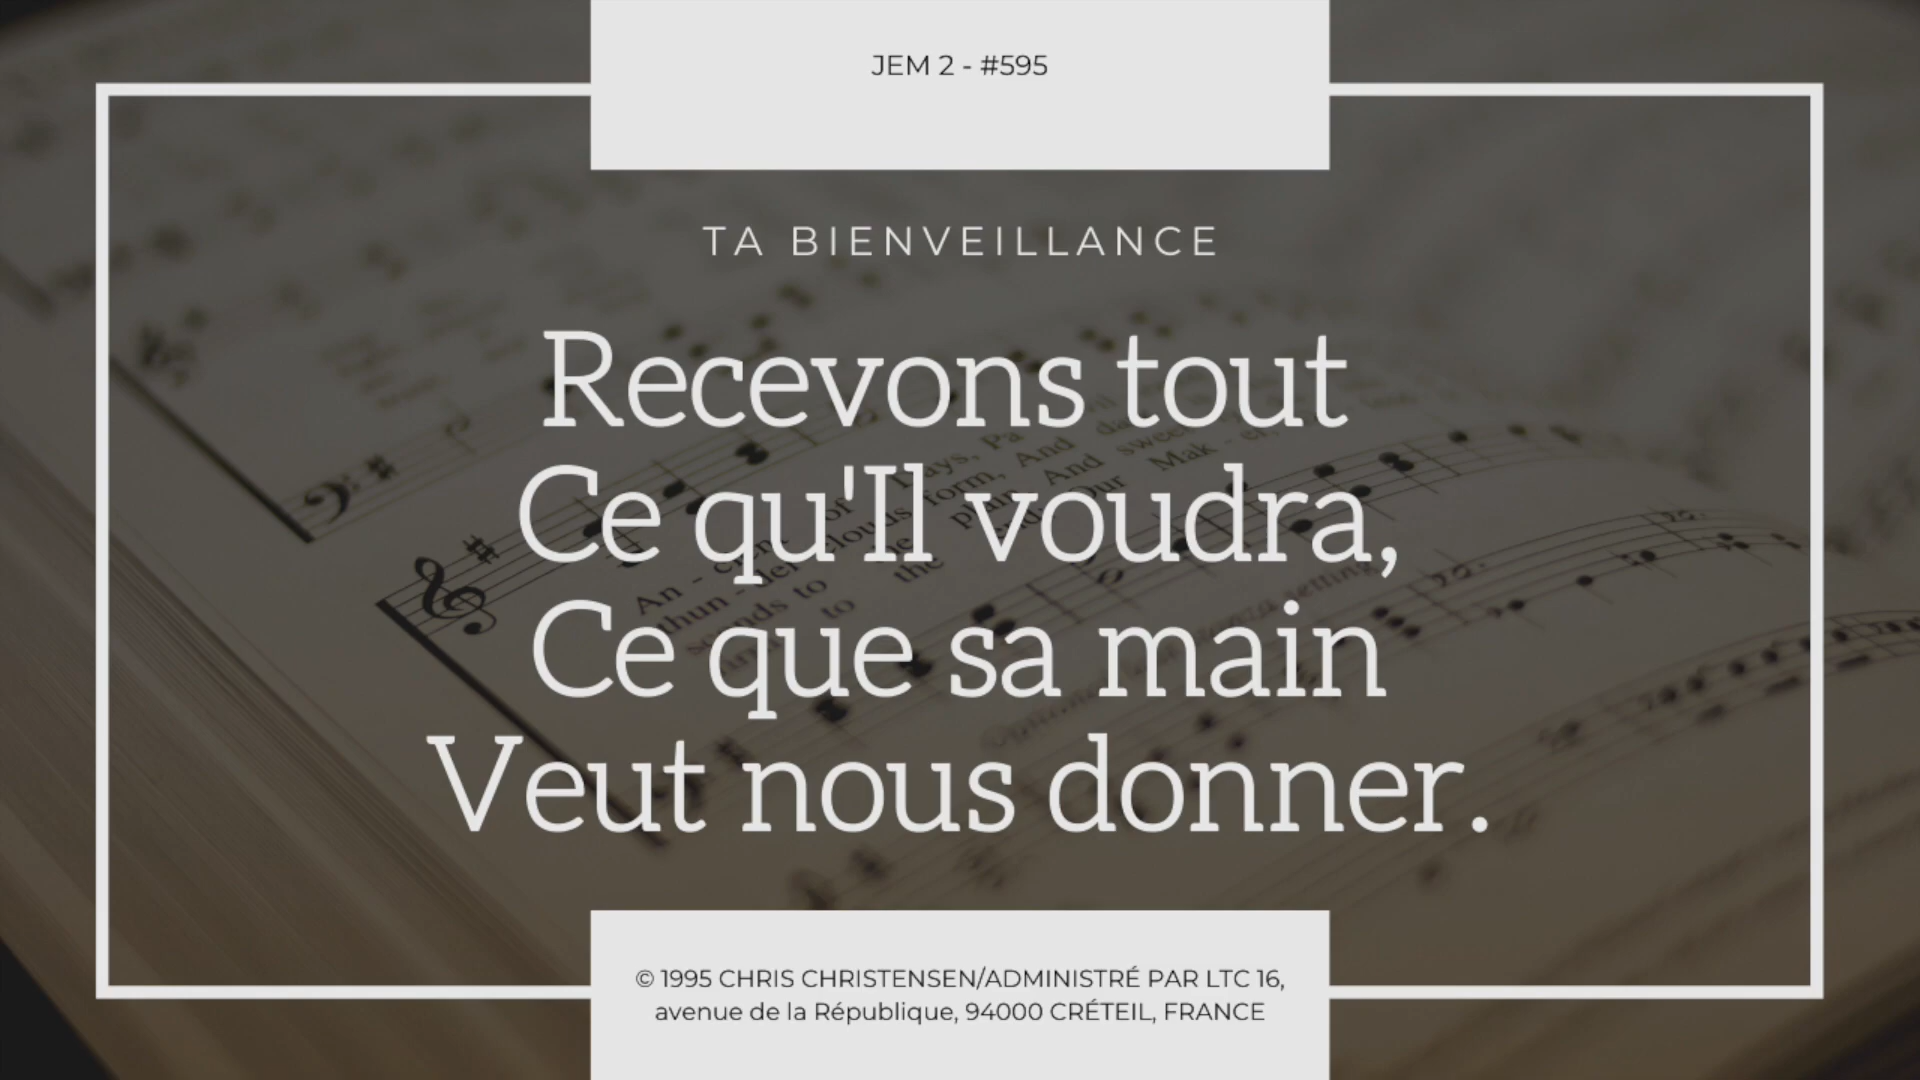 JEM 2 - #595
TA BIENVEILLANCE
Recevons tout
Ce qu'Il voudra,
Ce que sa main
Veut nous donner.
© 1995 CHRIS CHRISTENSEN/ADMINISTRÉ PAR LTC 16,
avenue de la République, 94000 CRÉTEIL, FRANCE